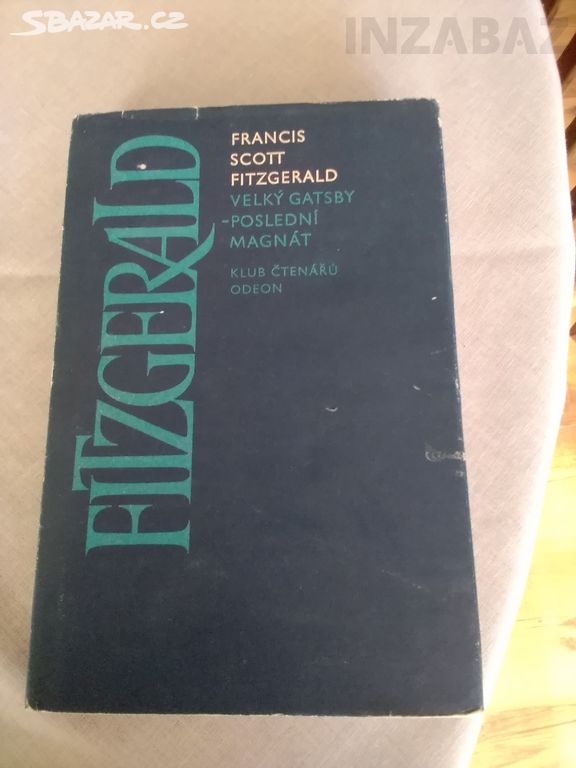 SBAZAR.CZ
INZABAZ
FITZGERALD
FRANCIS
SCOTT
FITZGERALD
VELKÝ GATSBY
-POSLEDNÍ
MAGNÁT
KLUB ČTENÁŘŮ
ODEON